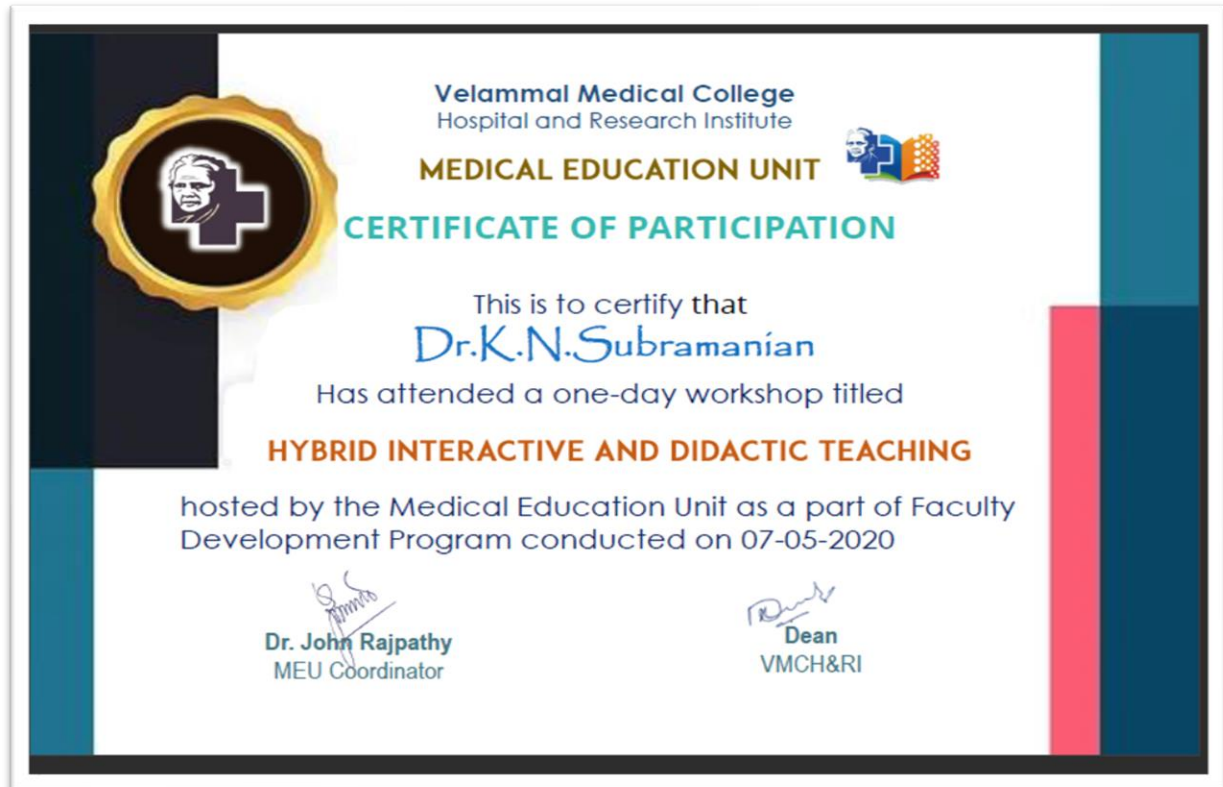 Velammal Medical College
Hospital and Research Institute
MEDICAL EDUCATION UNIT
CERTIFICATE OF PARTICIPATION
This is to certify that
Dr.K.N.Subramanian
Has attended a one-day workshop titled
HYBRID INTERACTIVE AND DIDACTIC TEACHING
hosted by the Medical Education Unit as a part of Faculty
Development Program conducted on 07-05-2020
Dr. John Rajpathy
MEU Coordinator
Dean
VMCH&RI